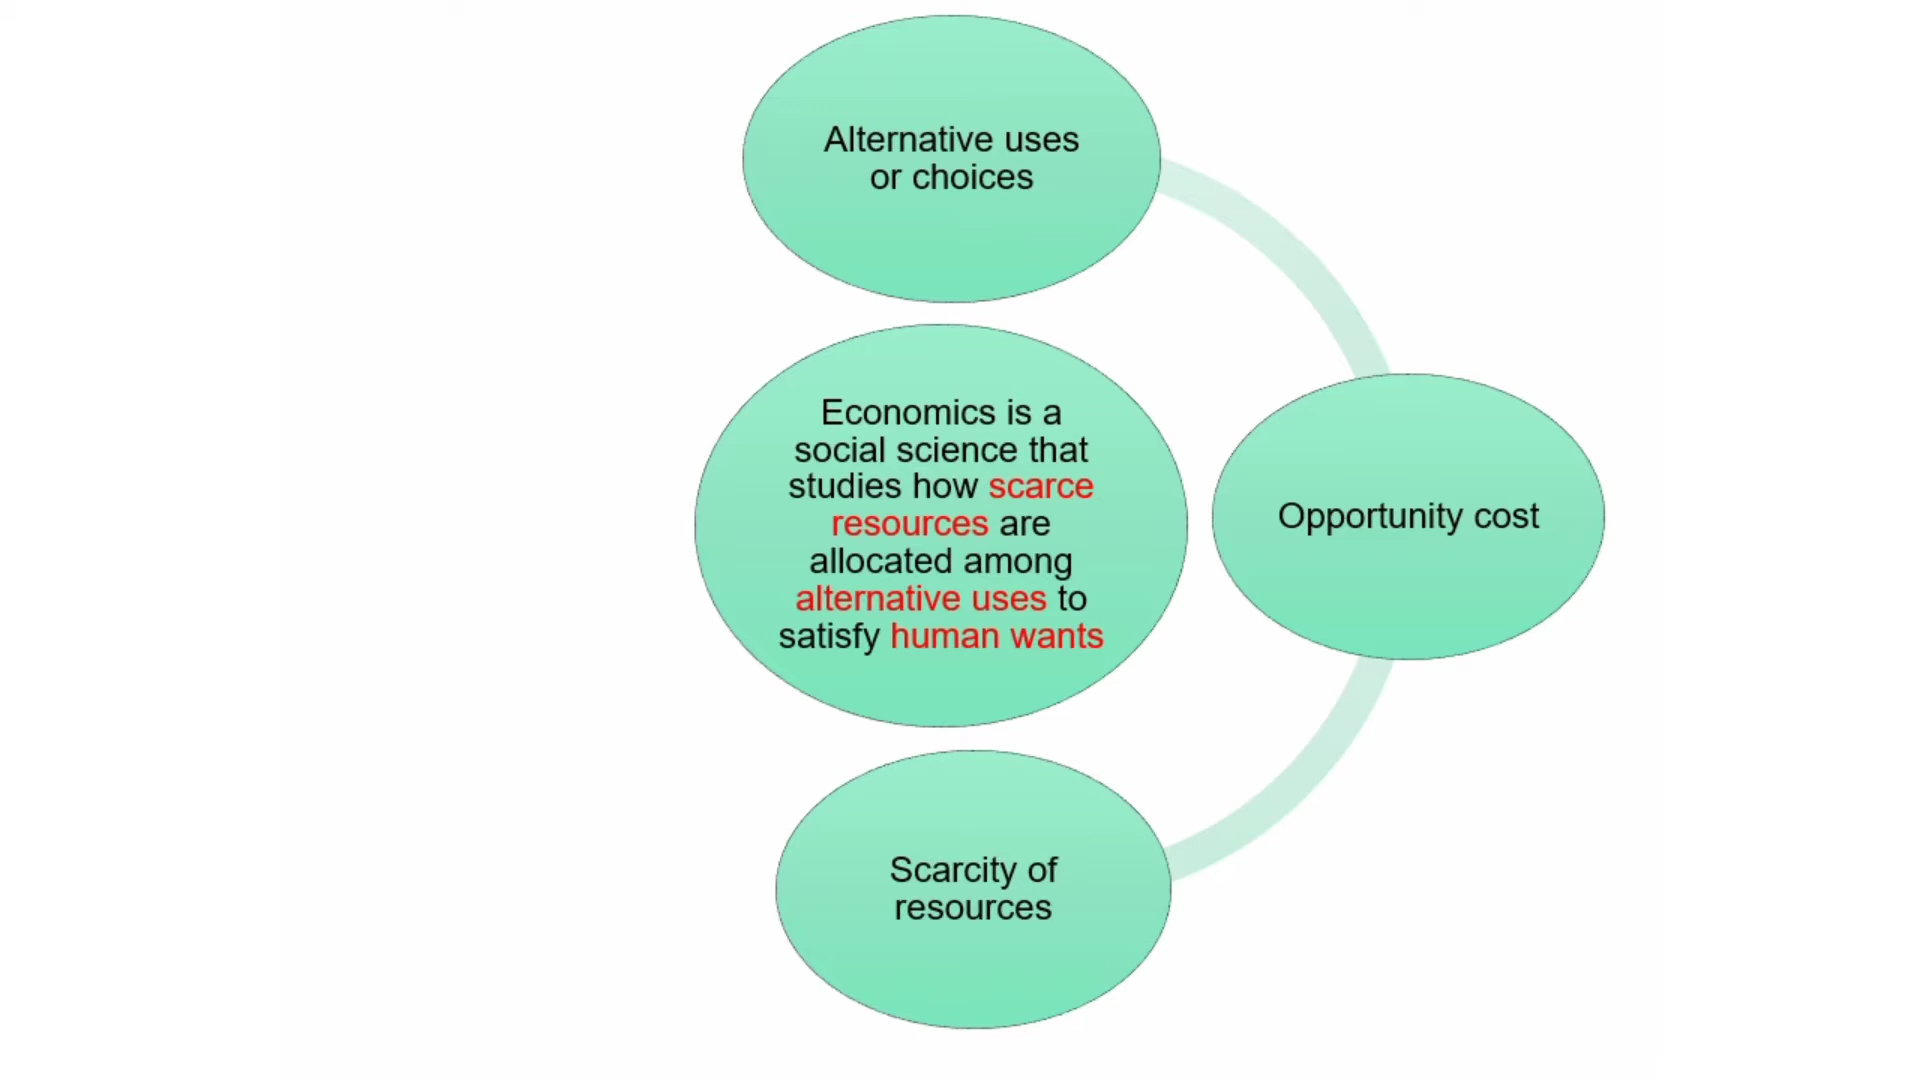 Alternative uses
or choices
Economics is a
social science that
studies how scarce
resources are
allocated among
alternative uses to
satisfy human wants
Opportunity cost
Scarcity of
resources